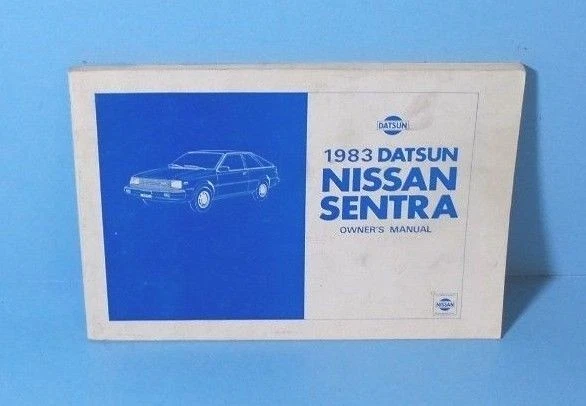 DATSUN
1983 DATSUN
NISSAN
SENTRA
OWNER'S MANUAL
NISSAN